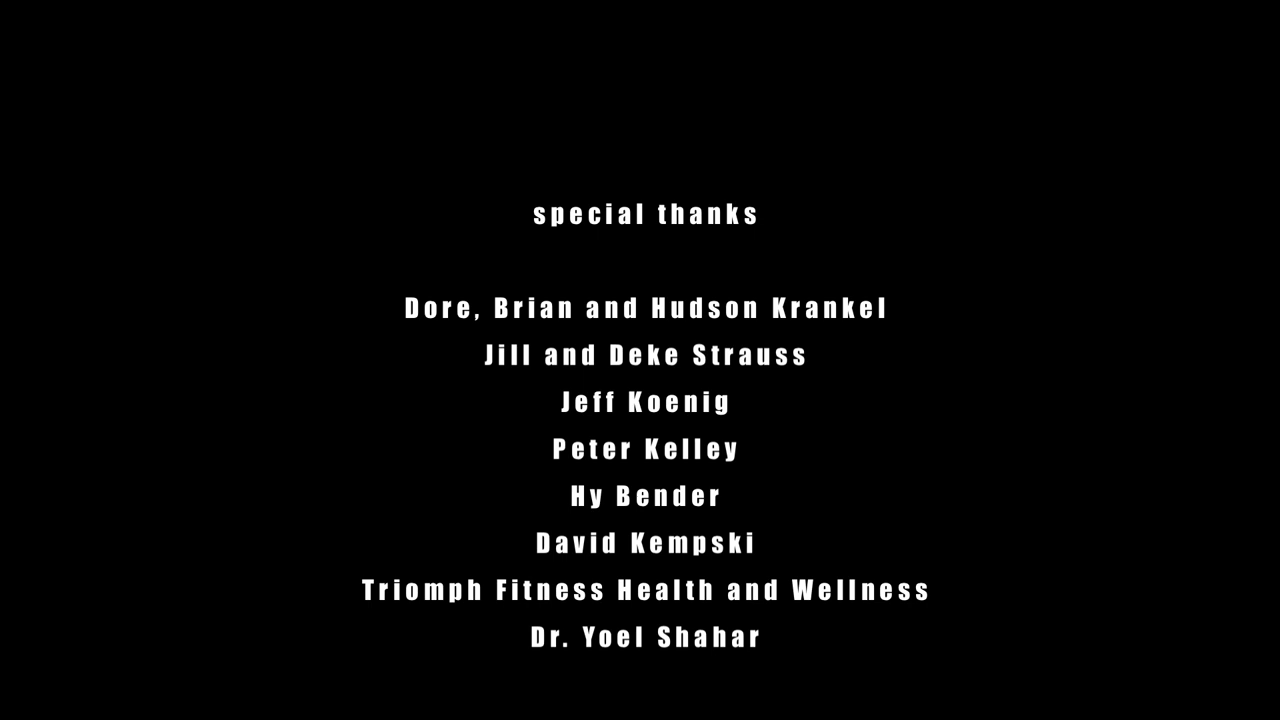 special thanks
Dore, Brian and Hudson Krankel
Jill and Deke Strauss
Jeff Koenig
Peter Kelley
Hy Bender
David Kempski
Triomph Fitness Health and Wellness
Dr. Yoel Shahar